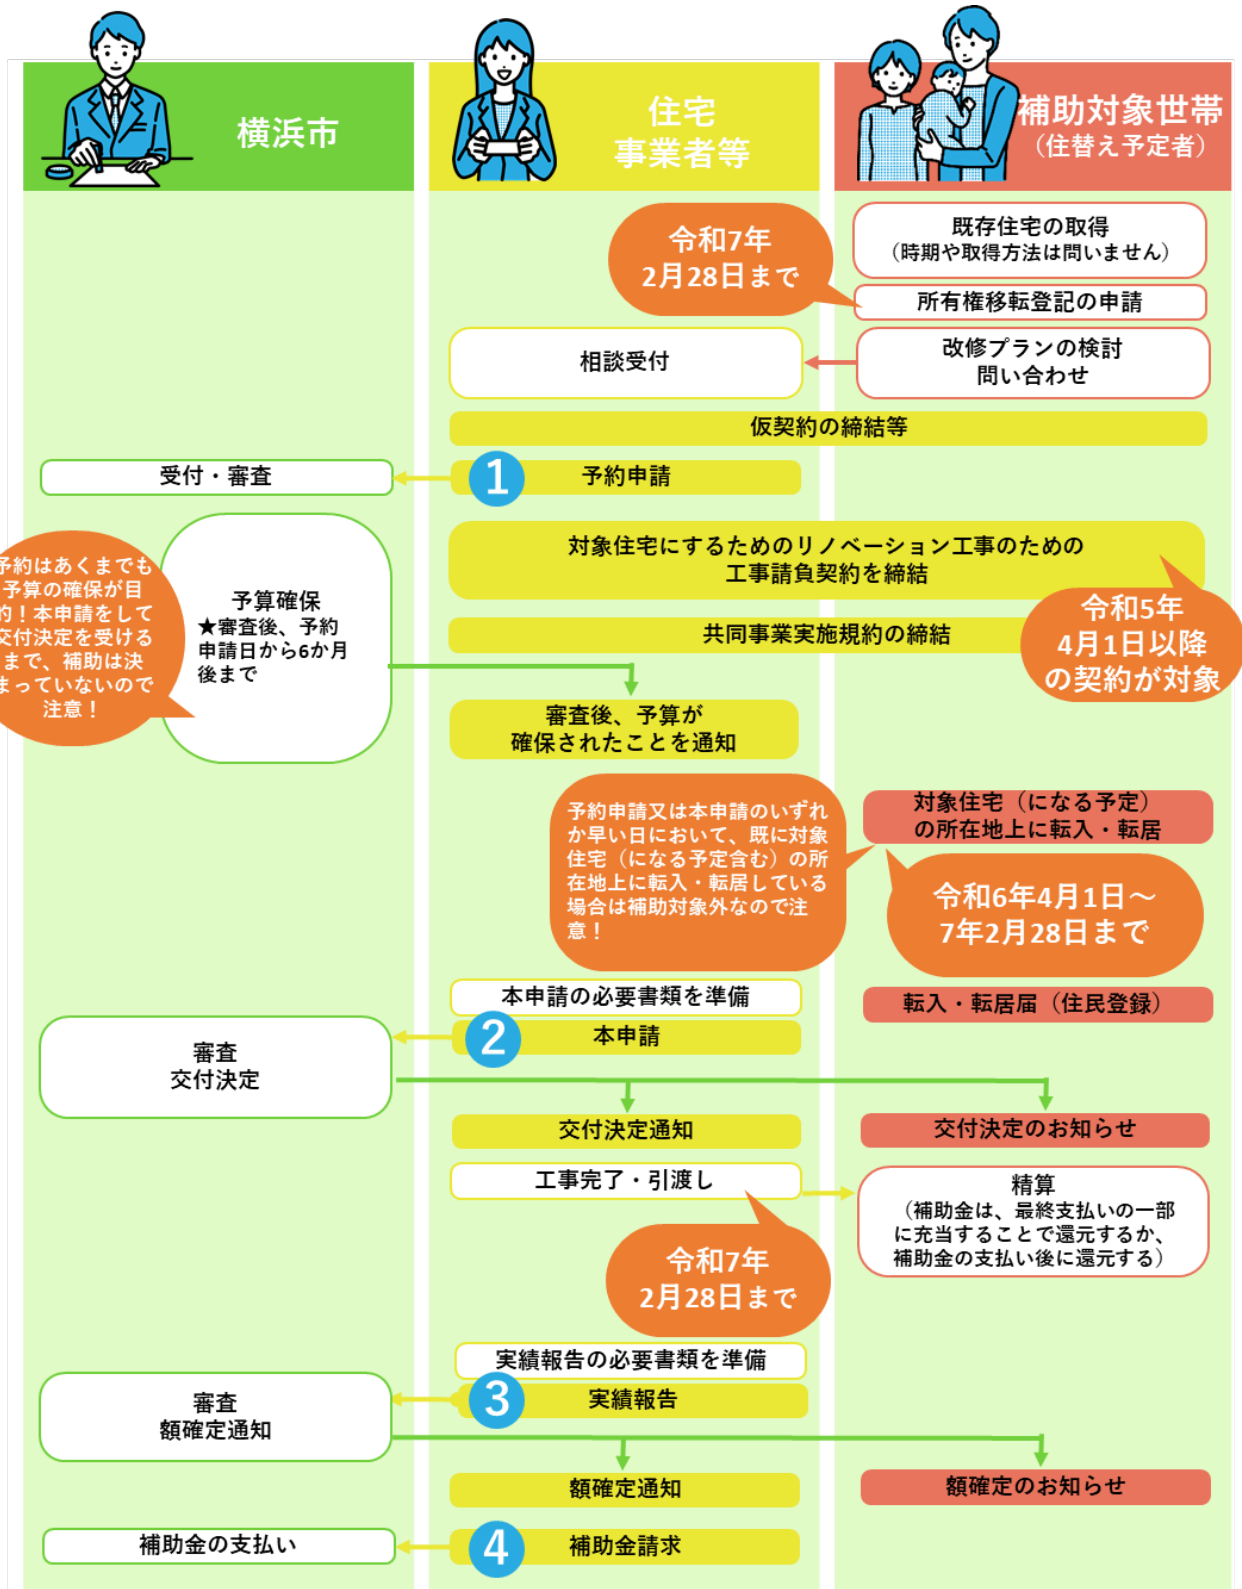 横浜市
住宅
事業者等
補助対象世帯
（住替え予定者）
既存住宅の取得
（時期や取得方法は問いません）
令和7年
2月28日まで
所有権移転登記の申請
相談受付
改修プランの検討
問い合わせ
仮契約の締結等
受付・審査
1
予約申請
予約はあくまでも
予算の確保が目
的！本申請をして
交付決定を受ける
まで、補助は決
まっていないので
注意！
予算確保
★審査後、予約
申請日から6か月
後まで
対象住宅にするためのリノベーション工事のための
工事請負契約を締結
令和5年
4月1日以降
の契約が対象
共同事業実施規約の締結
審査後、予算が
確保されたことを通知
予約申請又は本申請のいずれ
か早い日において、既に対象
住宅（になる予定含む）の所
在地上に転入・転居している
場合は補助対象外なので注
意！
対象住宅（になる予定）
の所在地上に転入・転居
令和6年4月1日～
7年2月28日まで
本申請の必要書類を準備
転入・転居届（住民登録）
2
本申請
審査
交付決定
交付決定通知
交付決定のお知らせ
工事完了・引渡し
精算
（補助金は、最終支払いの一部
に充当することで還元するか、
補助金の支払い後に還元する）
令和7年
2月28日まで
実績報告の必要書類を準備
3
実績報告
審査
額確定通知
額確定通知
額確定のお知らせ
補助金の支払い
4
補助金請求